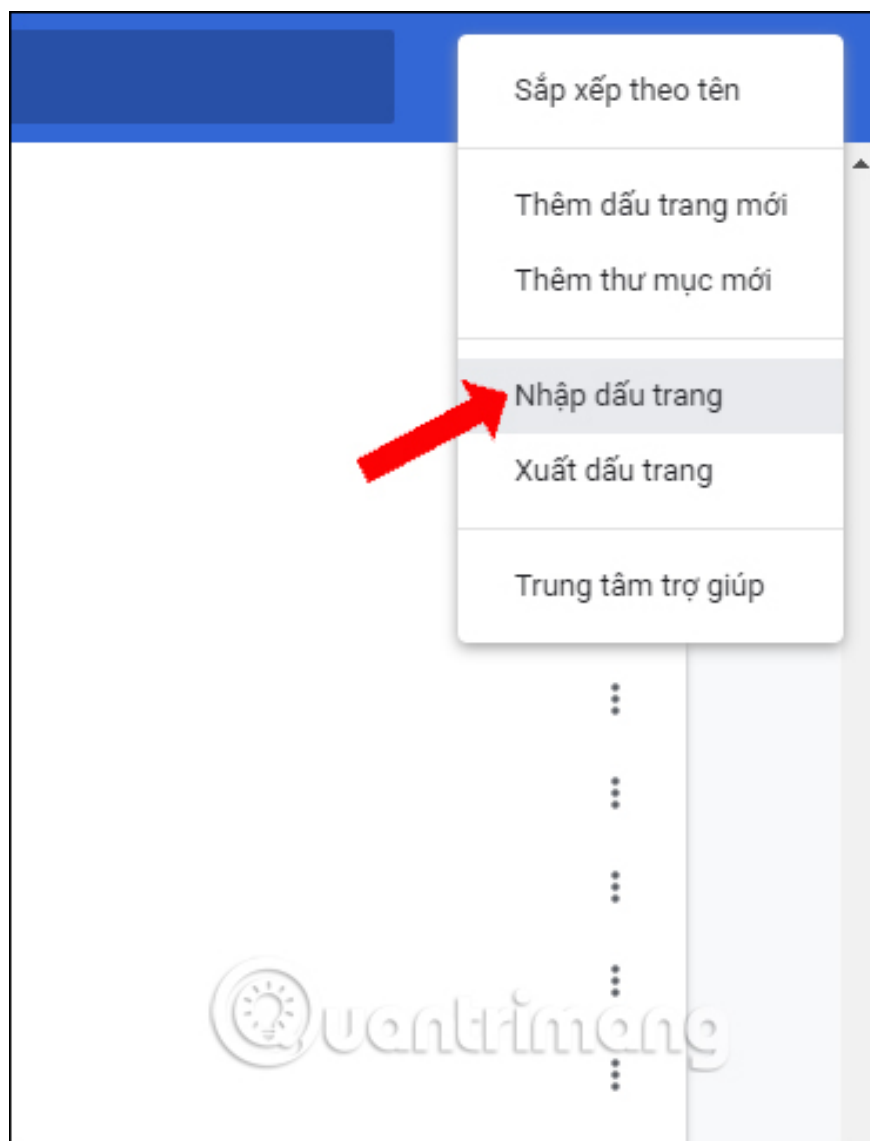 Sắp xếp theo tên
Thêm dấu trang mới
Thêm thư mục mới
Nhập dấu trang
Xuất dấu trang
Trung tâm trợ giúp
Quantrimang